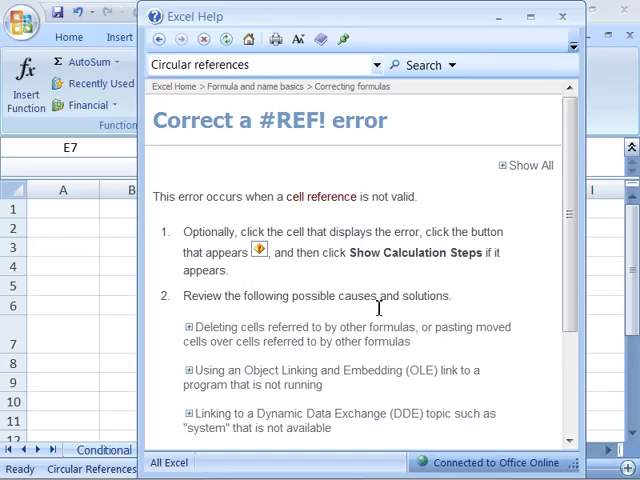 Excel Help
Home Insert
Insert Function
AutoSum
Recently Used
Financial
Function
Circular references
Search
Excel Home > Formula and name basics > Correcting formulas
Correct a #REF! error
Show All
This error occurs when a cell reference is not valid.
1. Optionally, click the cell that displays the error, click the button
that appears , and then click Show Calculation Steps if it
appears.
2. Review the following possible causes and solutions.
Deleting cells referred to by other formulas, or pasting moved
cells over cells referred to by other formulas
Using an Object Linking and Embedding (OLE) link to a
program that is not running
Linking to a Dynamic Data Exchange (DDE) topic such as
"system" that is not available
All Excel
Connected to Office Online
E7
A B I
1
2
3
4
5
6
7
8
9
10
11
12
Conditional
Ready Circular References
100%